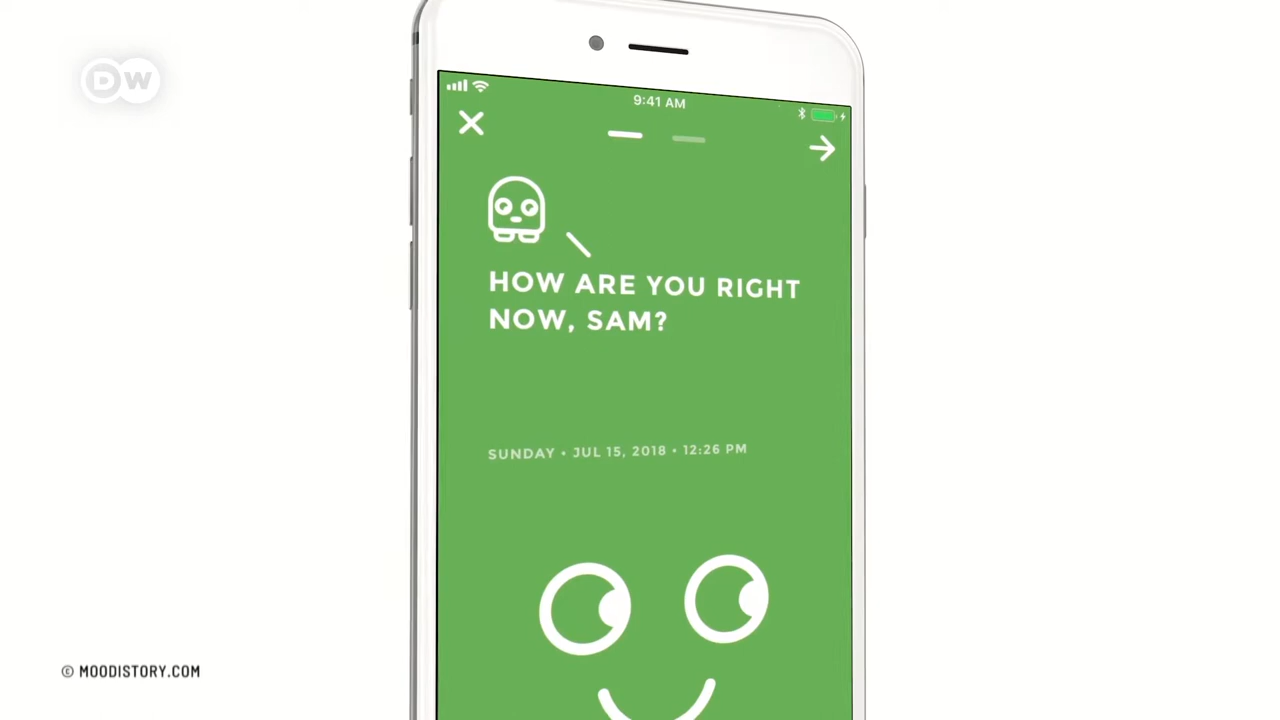 DW
9:41 AM
HOW ARE YOU RIGHT
NOW, SAM?
SUNDAY • JUL 15, 2018 • 12:26 PM
© MOODISTORY.COM